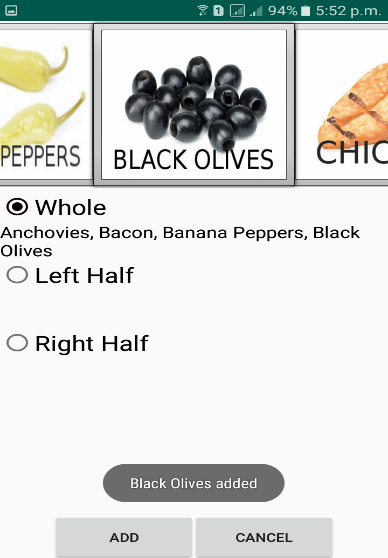 1 94% 5:52 p.m.
PEPPERS
BLACK OLIVES
CHIC
Whole
Anchovies, Bacon, Banana Peppers, Black
Olives
Left Half
Right Half
Black Olives added
ADD
CANCEL